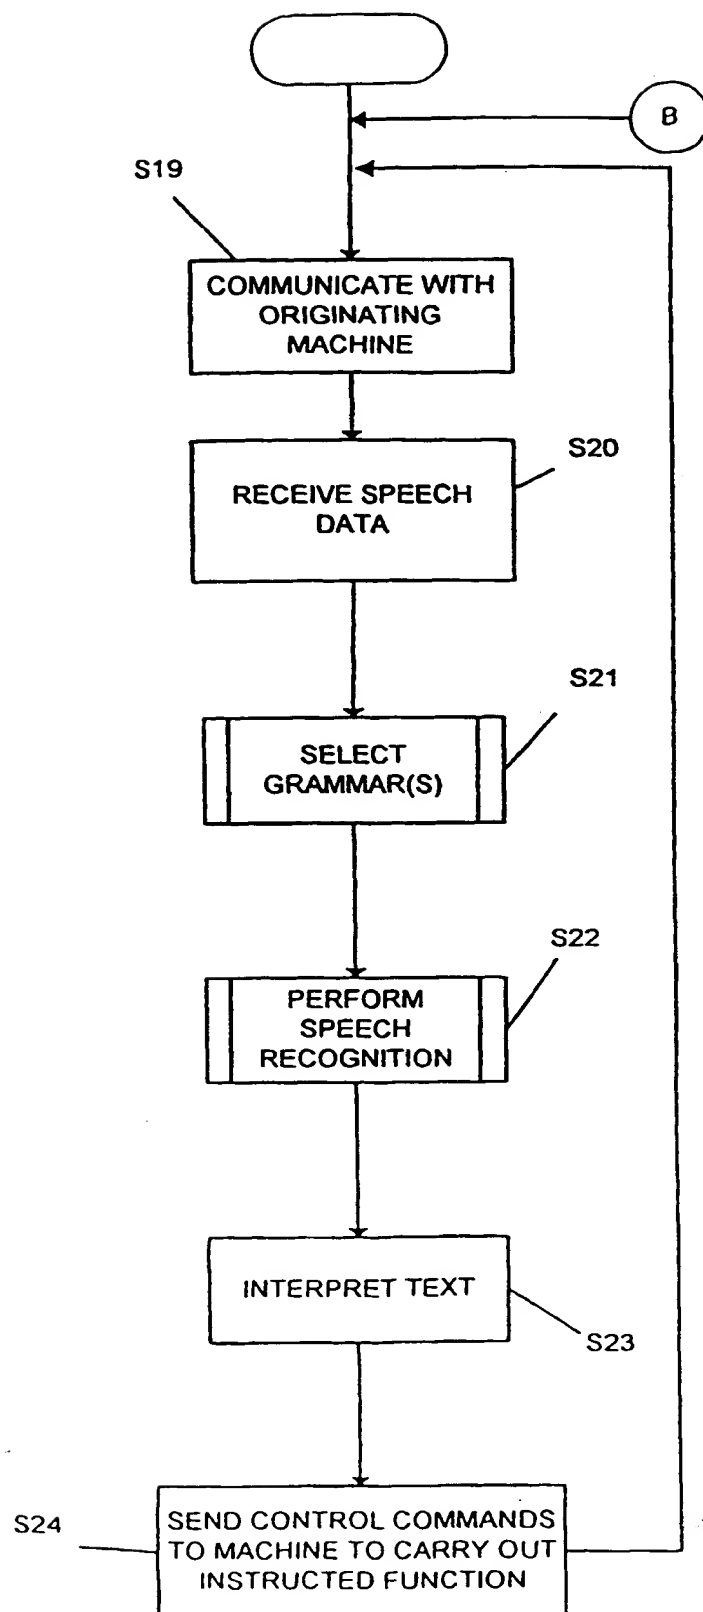 B
S19
COMMUNICATE WITH
ORIGINATING
MACHINE
S20
RECEIVE SPEECH
DATA
S21
SELECT
GRAMMAR(S)
S22
PERFORM
SPEECH
RECOGNITION
INTERPRET TEXT
S23
S24
SEND CONTROL COMMANDS
TO MACHINE TO CARRY OUT
INSTRUCTED FUNCTION